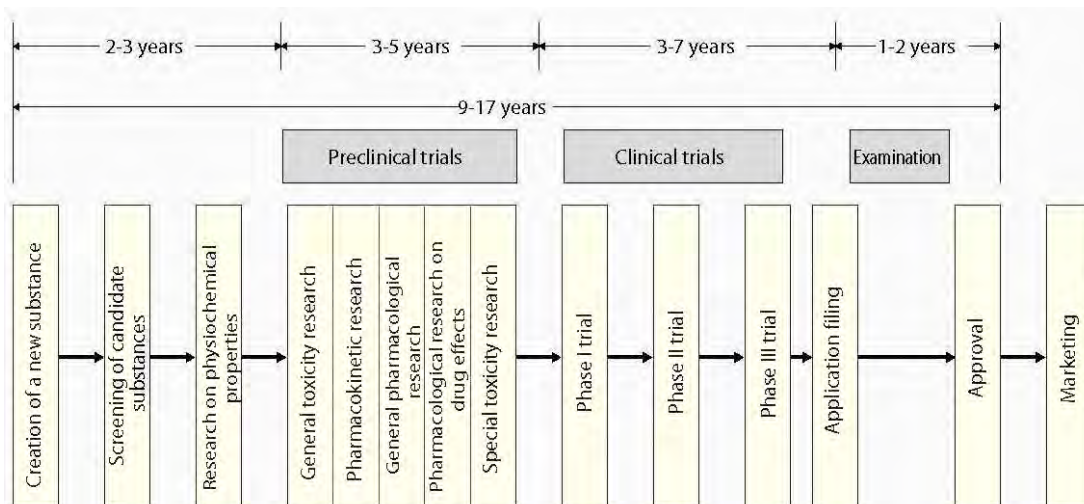 2-3 years
3-5 years
3-7 years
1-2 years
9-17 years
Preclinical trials
Clinical trials
Examination
Creation of a new substance
Screening of candidate
substances
Research on physiochemical
properties
General toxicity research
Pharmacokinetic research
General pharmacological
research
Pharmacological research on
drug effects
Special toxicity research
Phase I trial
Phase II trial
Phase III trial
Application filing
Approval
Marketing